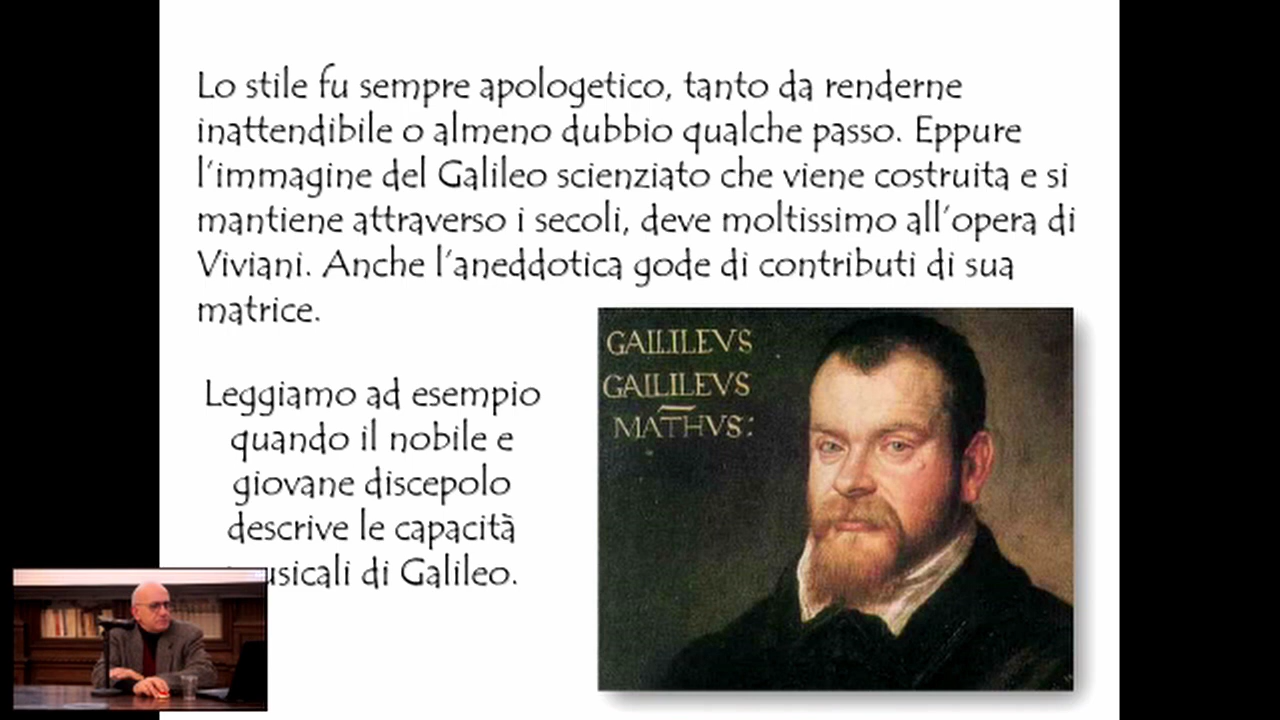 Lo stile fu sempre apologetico, tanto da renderne
inattendibile o almeno dubbio qualche passo. Eppure
l'immagine del Galileo scienziato che viene costruita e si
mantiene attraverso i secoli, deve moltissimo all'opera di
Viviani. Anche l'aneddotica gode di contributi di sua
matrice.
GALILEVS
GALILEVS
MATHVS:
Leggiamo ad esempio
quando il nobile e
giovane discepolo
descrive le capacità
di Galileo.